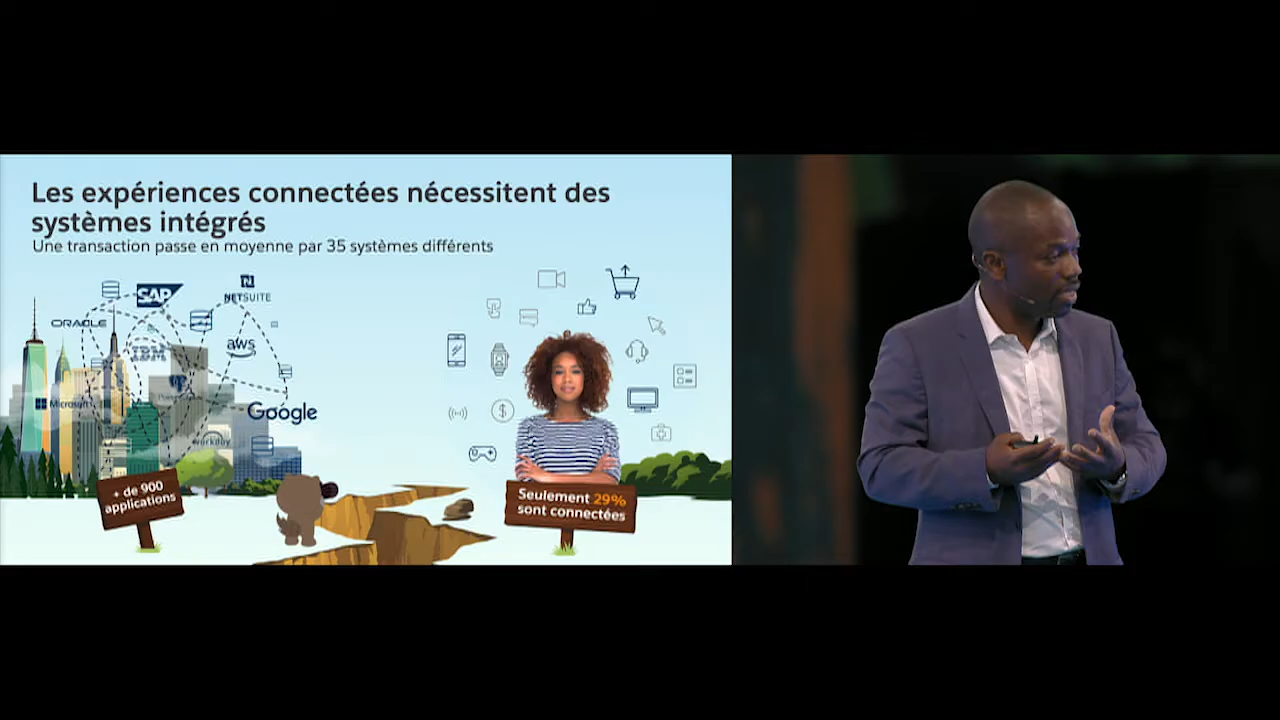 Les expériences connectées nécessitent des
systèmes intégrés
Une transaction passe en moyenne par 35 systèmes différents
SAP
NETSUITE
ORACLE
IBM
aws
Microsoft
Google
workday
+ de 900
applications
Seulement 29%
sont connectées